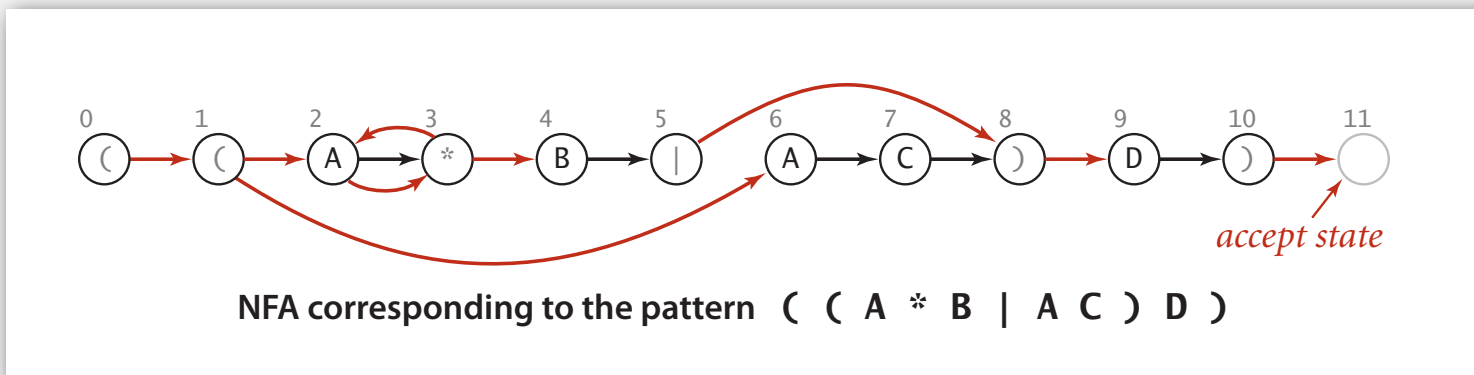 0 1 2 3 4 5 6 7 8 9 10 11
( ( A * B | A C ) D )
accept state
NFA corresponding to the pattern ( ( A * B | A C ) D )